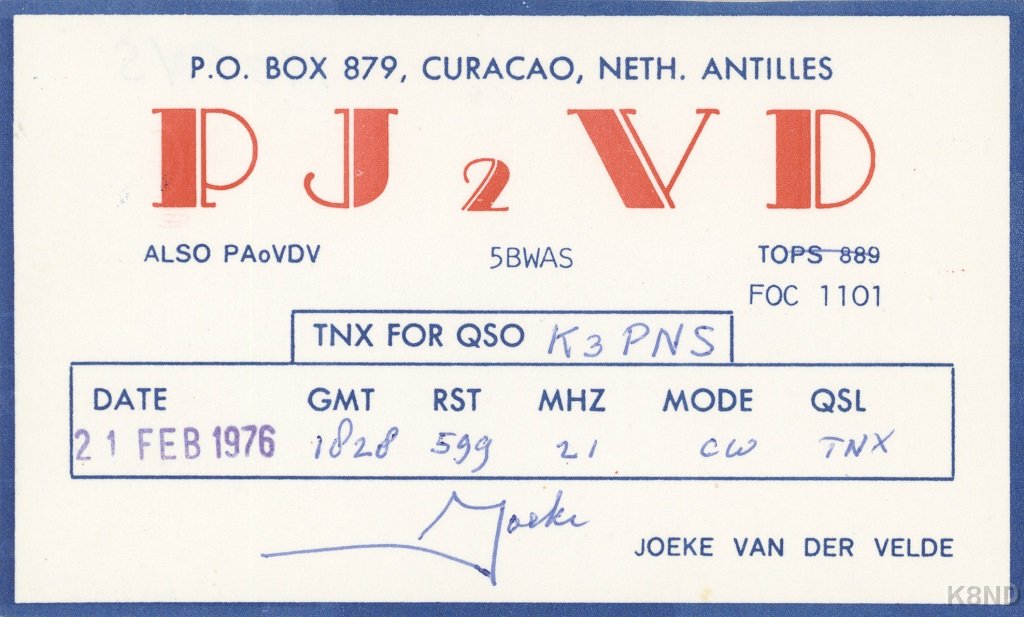 P.O. BOX 879, CURACAO, NETH. ANTILLES
PJ2VD
ALSO PAoVDV 5BWAS TOPS 889
FOC 1101
TNX FOR QSO K3PNS
DATE GMT RST MHZ MODE QSL
21 FEB 1976 1828 599 21 CW TNX
Joeke
JOEKE VAN DER VELDE
K8ND